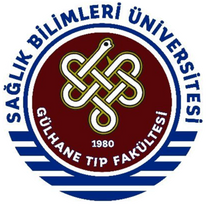 SAĞLIK BİLİMLERİ ÜNİVERSİTESİ
1980
GÜLHANE TIP FAKÜLTESİ